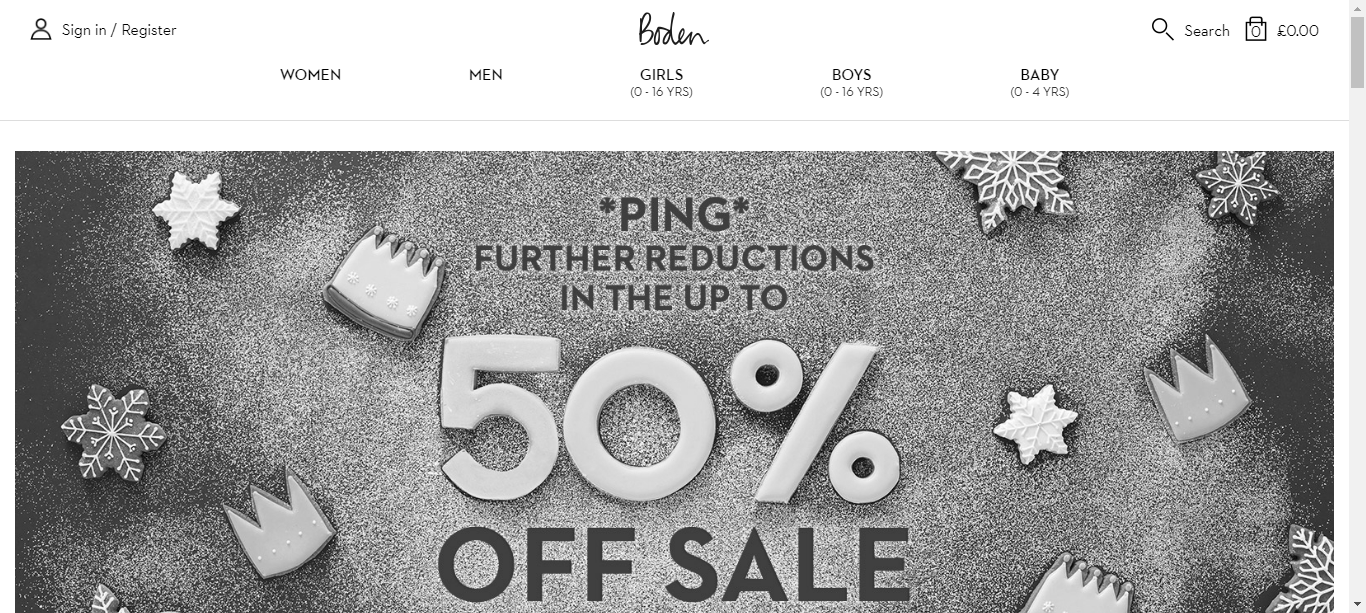 Sign in / Register
Boden
Search
0
£0.00
WOMEN
MEN
GIRLS
(0 - 16 YRS)
BOYS
(0 - 16 YRS)
BABY
(0 - 4 YRS)
*PING*
FURTHER REDUCTIONS
IN THE UP TO
50%
OFF SALE